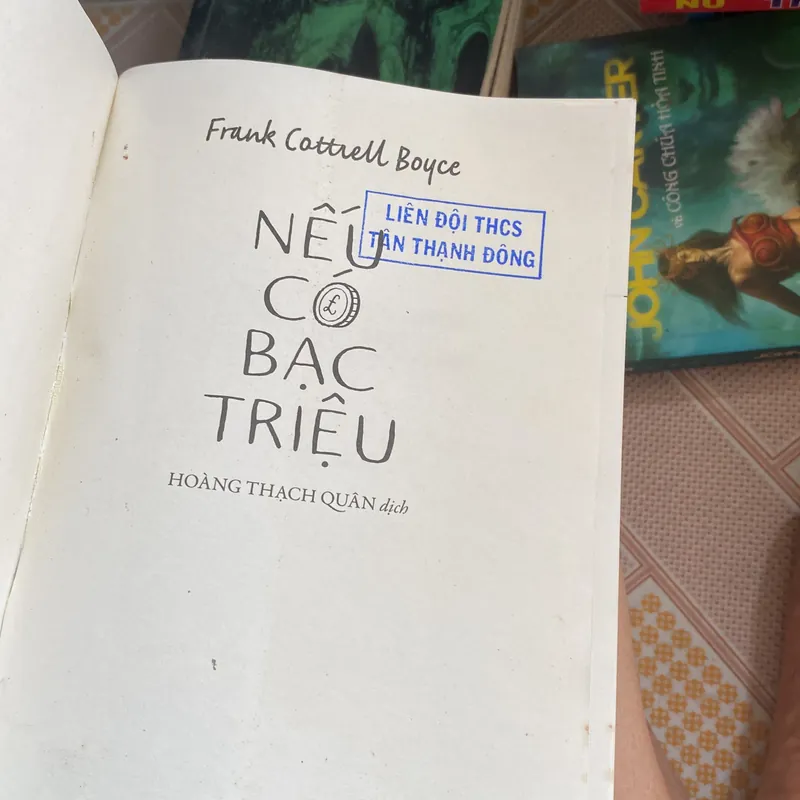 Frank Cottrell Boyce
NẾU
CÓ
BẠC
TRIỆU
HOÀNG THẠCH QUÂN dịch
LIÊN ĐỘI THCS
TÂN THẠNH ĐÔNG
JOHN CARTER
và CÔNG CHÚA HỎA TINH